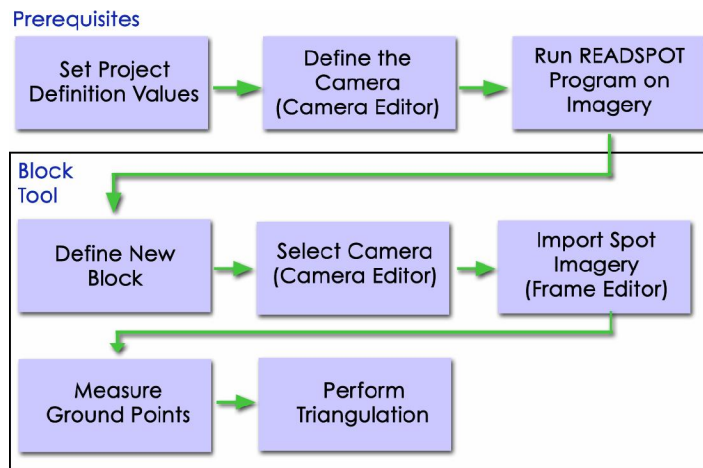 Prerequisites
Set Project
Definition Values
Define the
Camera
(Camera Editor)
Run READSPOT
Program on
Imagery
Block
Tool
Define New
Block
Select Camera
(Camera Editor)
Import Spot
Imagery
(Frame Editor)
Measure
Ground Points
Perform
Triangulation